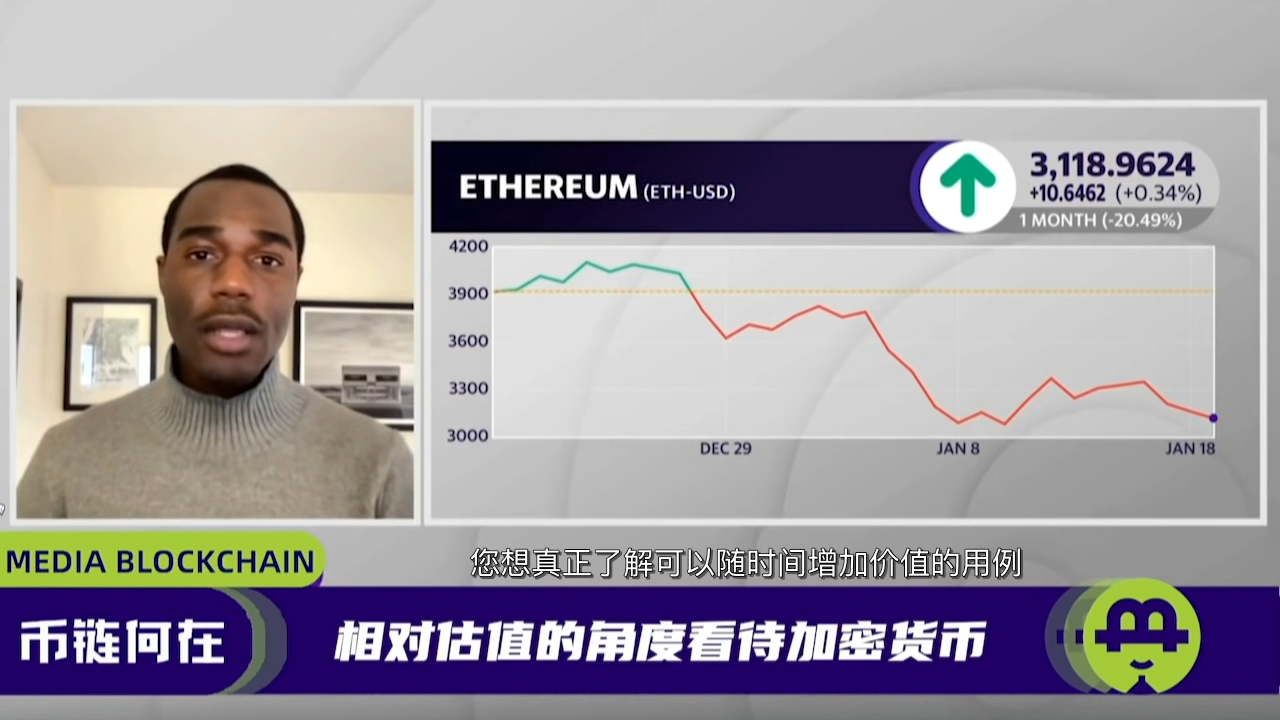 ETHEREUM (ETH-USD)
3,118.9624
+10.6462 (+0.34%)
1 MONTH (-20.49%)
4200
3900
3600
3300
3000
DEC 29
JAN 8
JAN 18
MEDIA BLOCKCHAIN
您想真正了解可以随时间增加价值的用例
币链何在
相对估值的角度看待加密货币